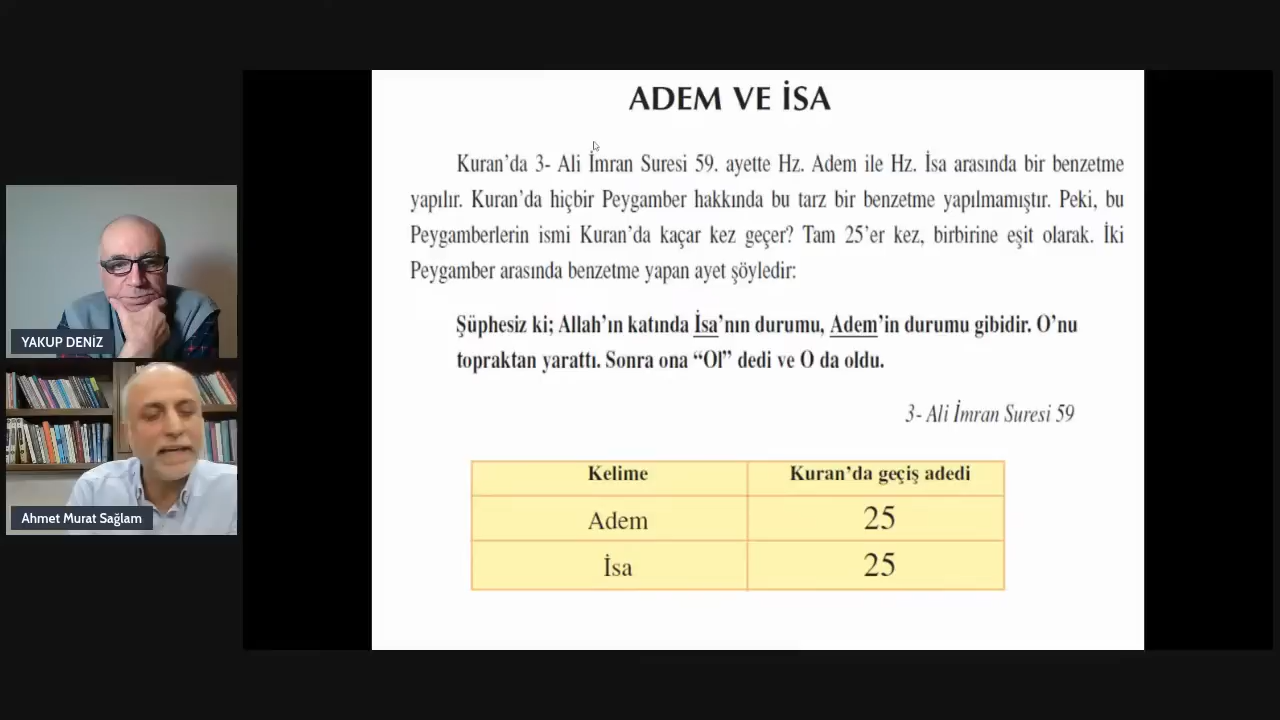 ADEM VE İSA
Kuran’da 3- Ali İmran Suresi 59. ayette Hz. Adem ile Hz. İsa arasında bir benzetme
yapılır. Kuran’da hiçbir Peygamber hakkında bu tarz bir benzetme yapılmamıştır. Peki, bu
Peygamberlerin ismi Kuran’da kaçar kez geçer? Tam 25’er kez, birbirine eşit olarak. İki
Peygamber arasında benzetme yapan ayet şöyledir:
Şüphesiz ki; Allah’ın katında İsa’nın durumu, Adem’in durumu gibidir. O’nu
topraktan yarattı. Sonra ona “Ol” dedi ve O da oldu.
3- Ali İmran Suresi 59
Kelime Kuran’da geçiş adedi
Adem 25
İsa 25
YAKUP DENİZ
Ahmet Murat Sağlam